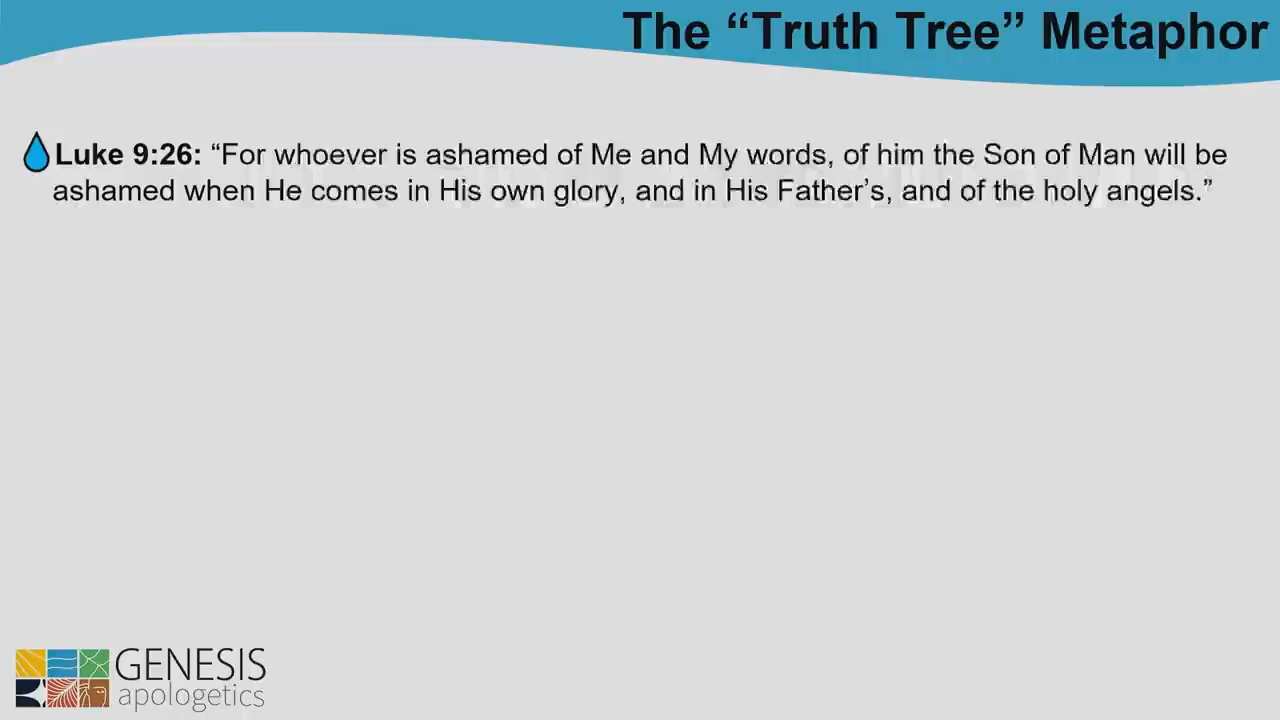 The “Truth Tree” Metaphor
Luke 9:26: “For whoever is ashamed of Me and My words, of him the Son of Man will be
ashamed when He comes in His own glory, and in His Father’s, and of the holy angels.”
GENESIS
apologetics